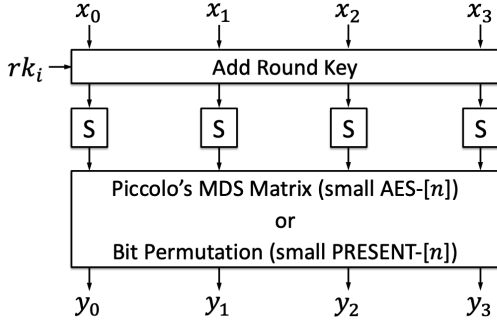 x₀ x₁ x₂ x₃
rkᵢ Add Round Key
S S S S
Piccolo's MDS Matrix (small AES-[n])
or
Bit Permutation (small PRESENT-[n])
y₀ y₁ y₂ y₃